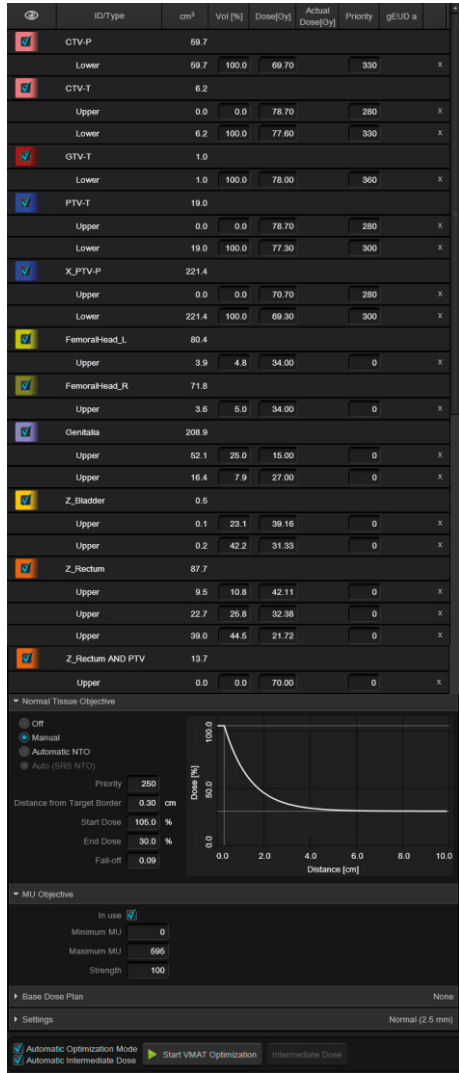 ID/Type cm³ Vol [%] Dose[Gy] Actual Dose[Gy] Priority gEUD a
CTV-P 59.7
Lower 59.7 100.0 69.70 330 x
CTV-T 6.2
Upper 0.0 0.0 78.70 280 x
Lower 6.2 100.0 77.60 330 x
GTV-T 1.0
Lower 1.0 100.0 78.00 360 x
PTV-T 19.0
Upper 0.0 0.0 78.70 280 x
Lower 19.0 100.0 77.30 300 x
X_PTV-P 221.4
Upper 0.0 0.0 70.70 280 x
Lower 221.4 100.0 69.30 300 x
FemoralHead_L 80.4
Upper 3.9 4.8 34.00 0 x
FemoralHead_R 71.8
Upper 3.6 5.0 34.00 0 x
Genitalia 208.9
Upper 52.1 25.0 15.00 0 x
Upper 16.4 7.9 27.00 0 x
Z_Bladder 0.5
Upper 0.1 23.1 39.16 0 x
Upper 0.2 42.2 31.33 0 x
Z_Rectum 87.7
Upper 9.5 10.8 42.11 0 x
Upper 22.7 25.8 32.38 0 x
Upper 39.0 44.5 21.72 0 x
Z_Rectum AND PTV 13.7
Upper 0.0 0.0 70.00 0 x
Normal Tissue Objective
Off
Manual
Automatic NTO
Auto (SRS NTO)
Priority 250
Distance from Target Border 0.30 cm
Start Dose 105.0 %
End Dose 30.0 %
Fall-off 0.09
Dose [%]
100.0
50.0
0.0
0.0 2.0 4.0 6.0 8.0 10.0
Distance [cm]
MU Objective
In use
Minimum MU 0
Maximum MU 595
Strength 100
Base Dose Plan None
Settings Normal (2.5 mm)
Automatic Optimization Mode
Automatic Intermediate Dose
Start VMAT Optimization
Intermediate Dose